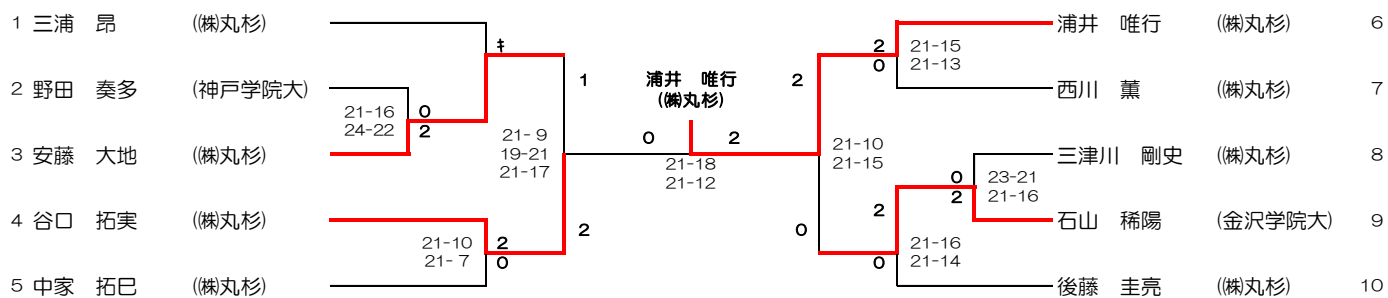 1 三浦　昴　((㈱丸杉)
2 野田　奏多　(神戸学院大)
3 安藤　大地　((㈱丸杉)
4 谷口　拓実　((㈱丸杉)
5 中家　拓巳　((㈱丸杉)
ｷ
21-16
24-22
0
2
21-10
21- 7
2
0
1
21- 9
19-21
21-17
2
浦井　唯行
((㈱丸杉)
0
2
21-18
21-12
2
21-10
21-15
0
2
0
21-15
21-13
0
2
23-21
21-16
2
0
21-16
21-14
浦井　唯行　((㈱丸杉)　6
西川　薫　((㈱丸杉)　7
三津川　剛史　((㈱丸杉)　8
石山　稀陽　(金沢学院大)　9
後藤　圭亮　((㈱丸杉)　10